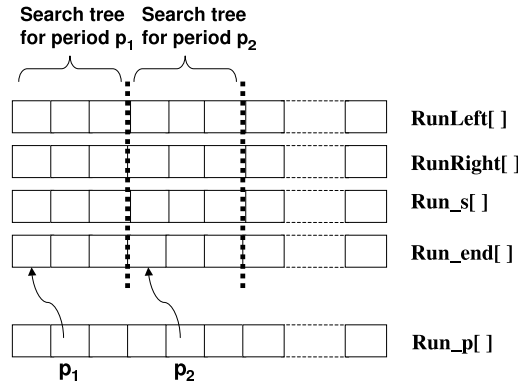 Search tree for period p₁
Search tree for period p₂
RunLeft[ ]
RunRight[ ]
Run_s[ ]
Run_end[ ]
Run_p[ ]
p₁
p₂